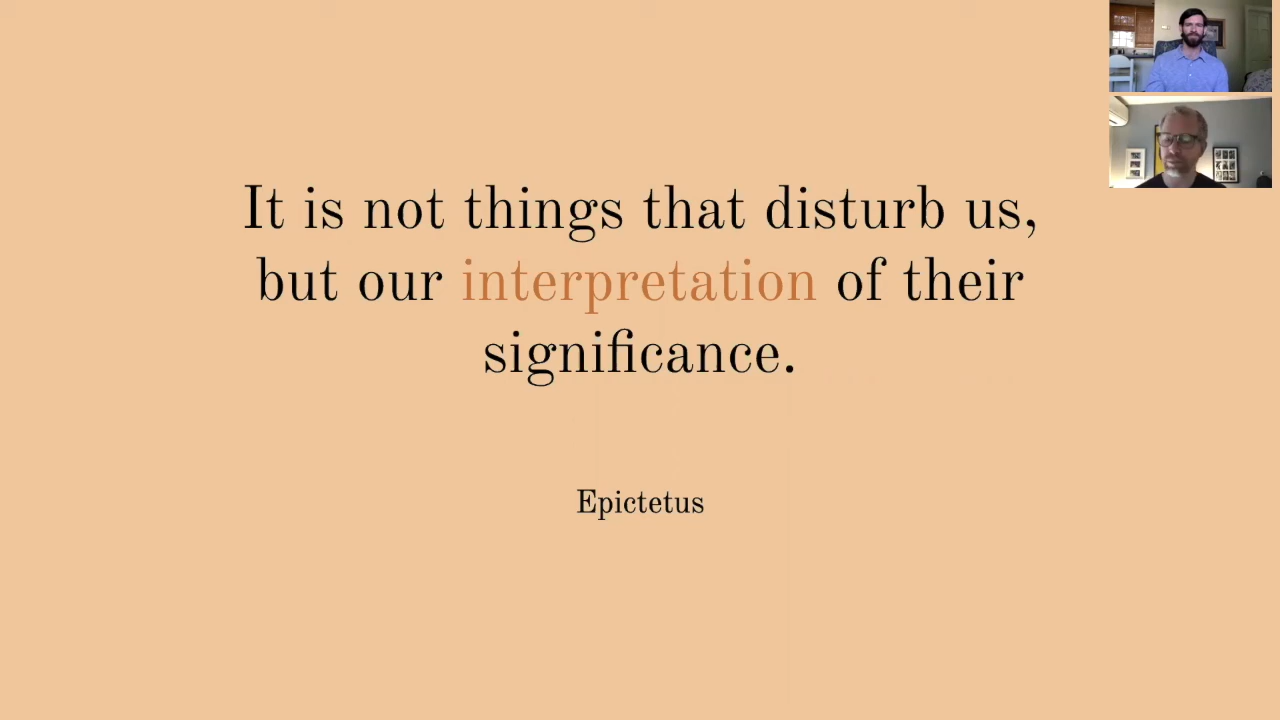 It is not things that disturb us,
but our interpretation of their
significance.
Epictetus